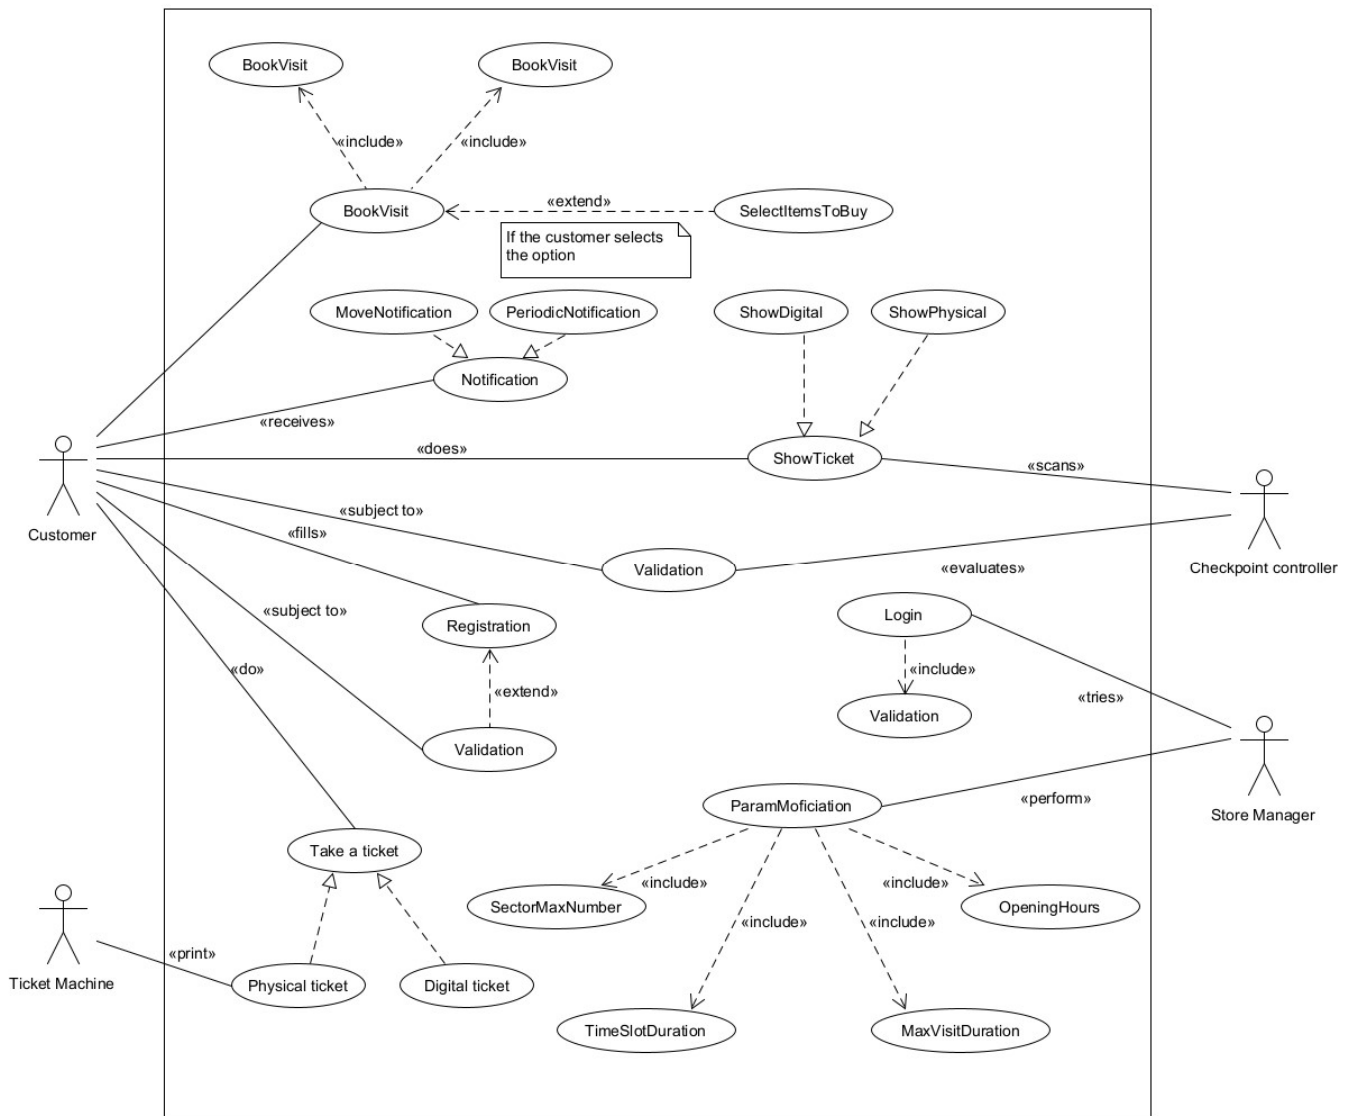 BookVisit
BookVisit
«include»
«include»
BookVisit
«extend»
SelectItemsToBuy
If the customer selects
the option
MoveNotification
PeriodicNotification
ShowDigital
ShowPhysical
Notification
«receives»
«does»
ShowTicket
«scans»
Customer
«subject to»
«fills»
Validation
«evaluates»
Checkpoint controller
«subject to»
Registration
Login
«do»
«extend»
«include»
«tries»
Validation
Validation
ParamMoficiation
«perform»
Store Manager
Take a ticket
«include»
«include»
SectorMaxNumber
OpeningHours
«include»
«include»
«print»
Ticket Machine
Physical ticket
Digital ticket
TimeSlotDuration
MaxVisitDuration